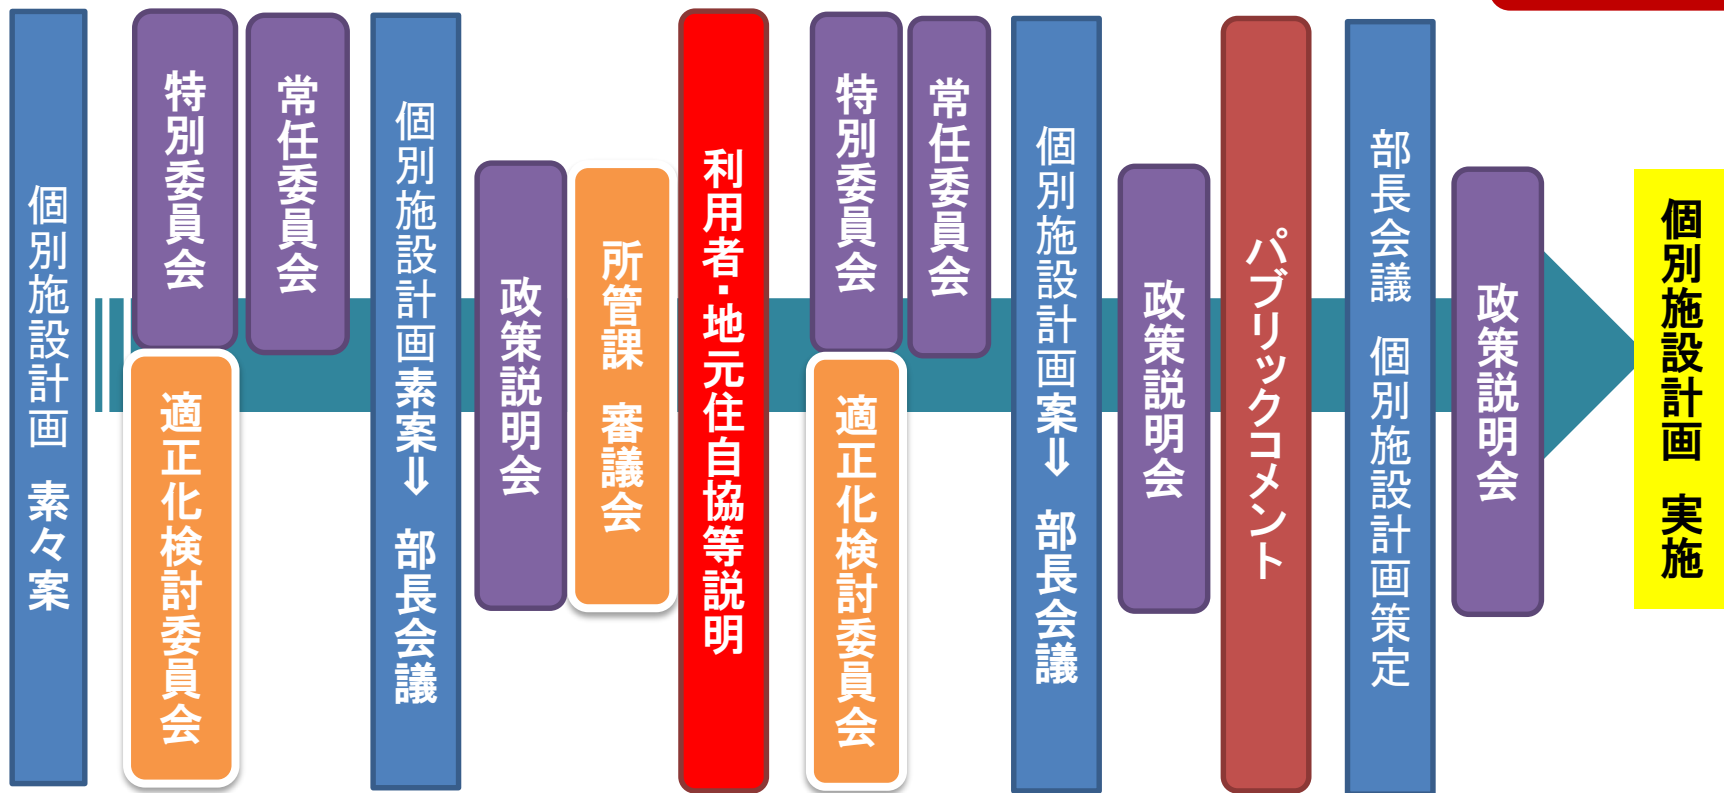 個別施設計画 素々案
特別委員会
適正化検討委員会
常任委員会
個別施設計画素案⇓ 部長会議
政策説明会
所管課 審議会
利用者・地元住自協等説明
特別委員会
適正化検討委員会
常任委員会
個別施設計画案⇓ 部長会議
政策説明会
パブリックコメント
部長会議 個別施設計画策定
政策説明会
個別施設計画 実施